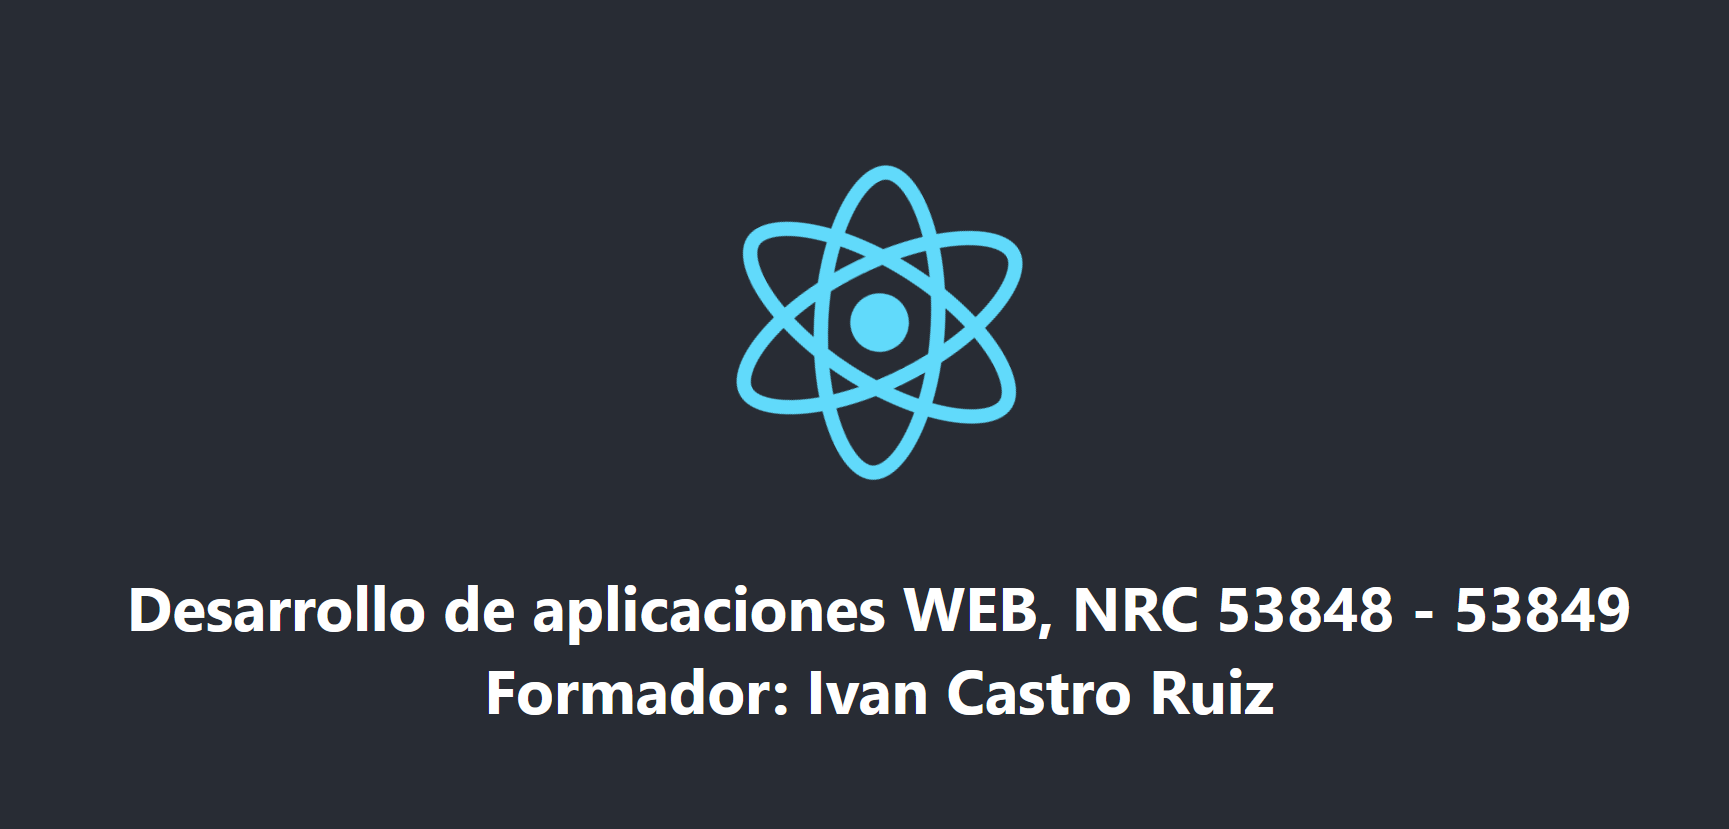 Desarrollo de aplicaciones WEB, NRC 53848 - 53849
Formador: Ivan Castro Ruiz